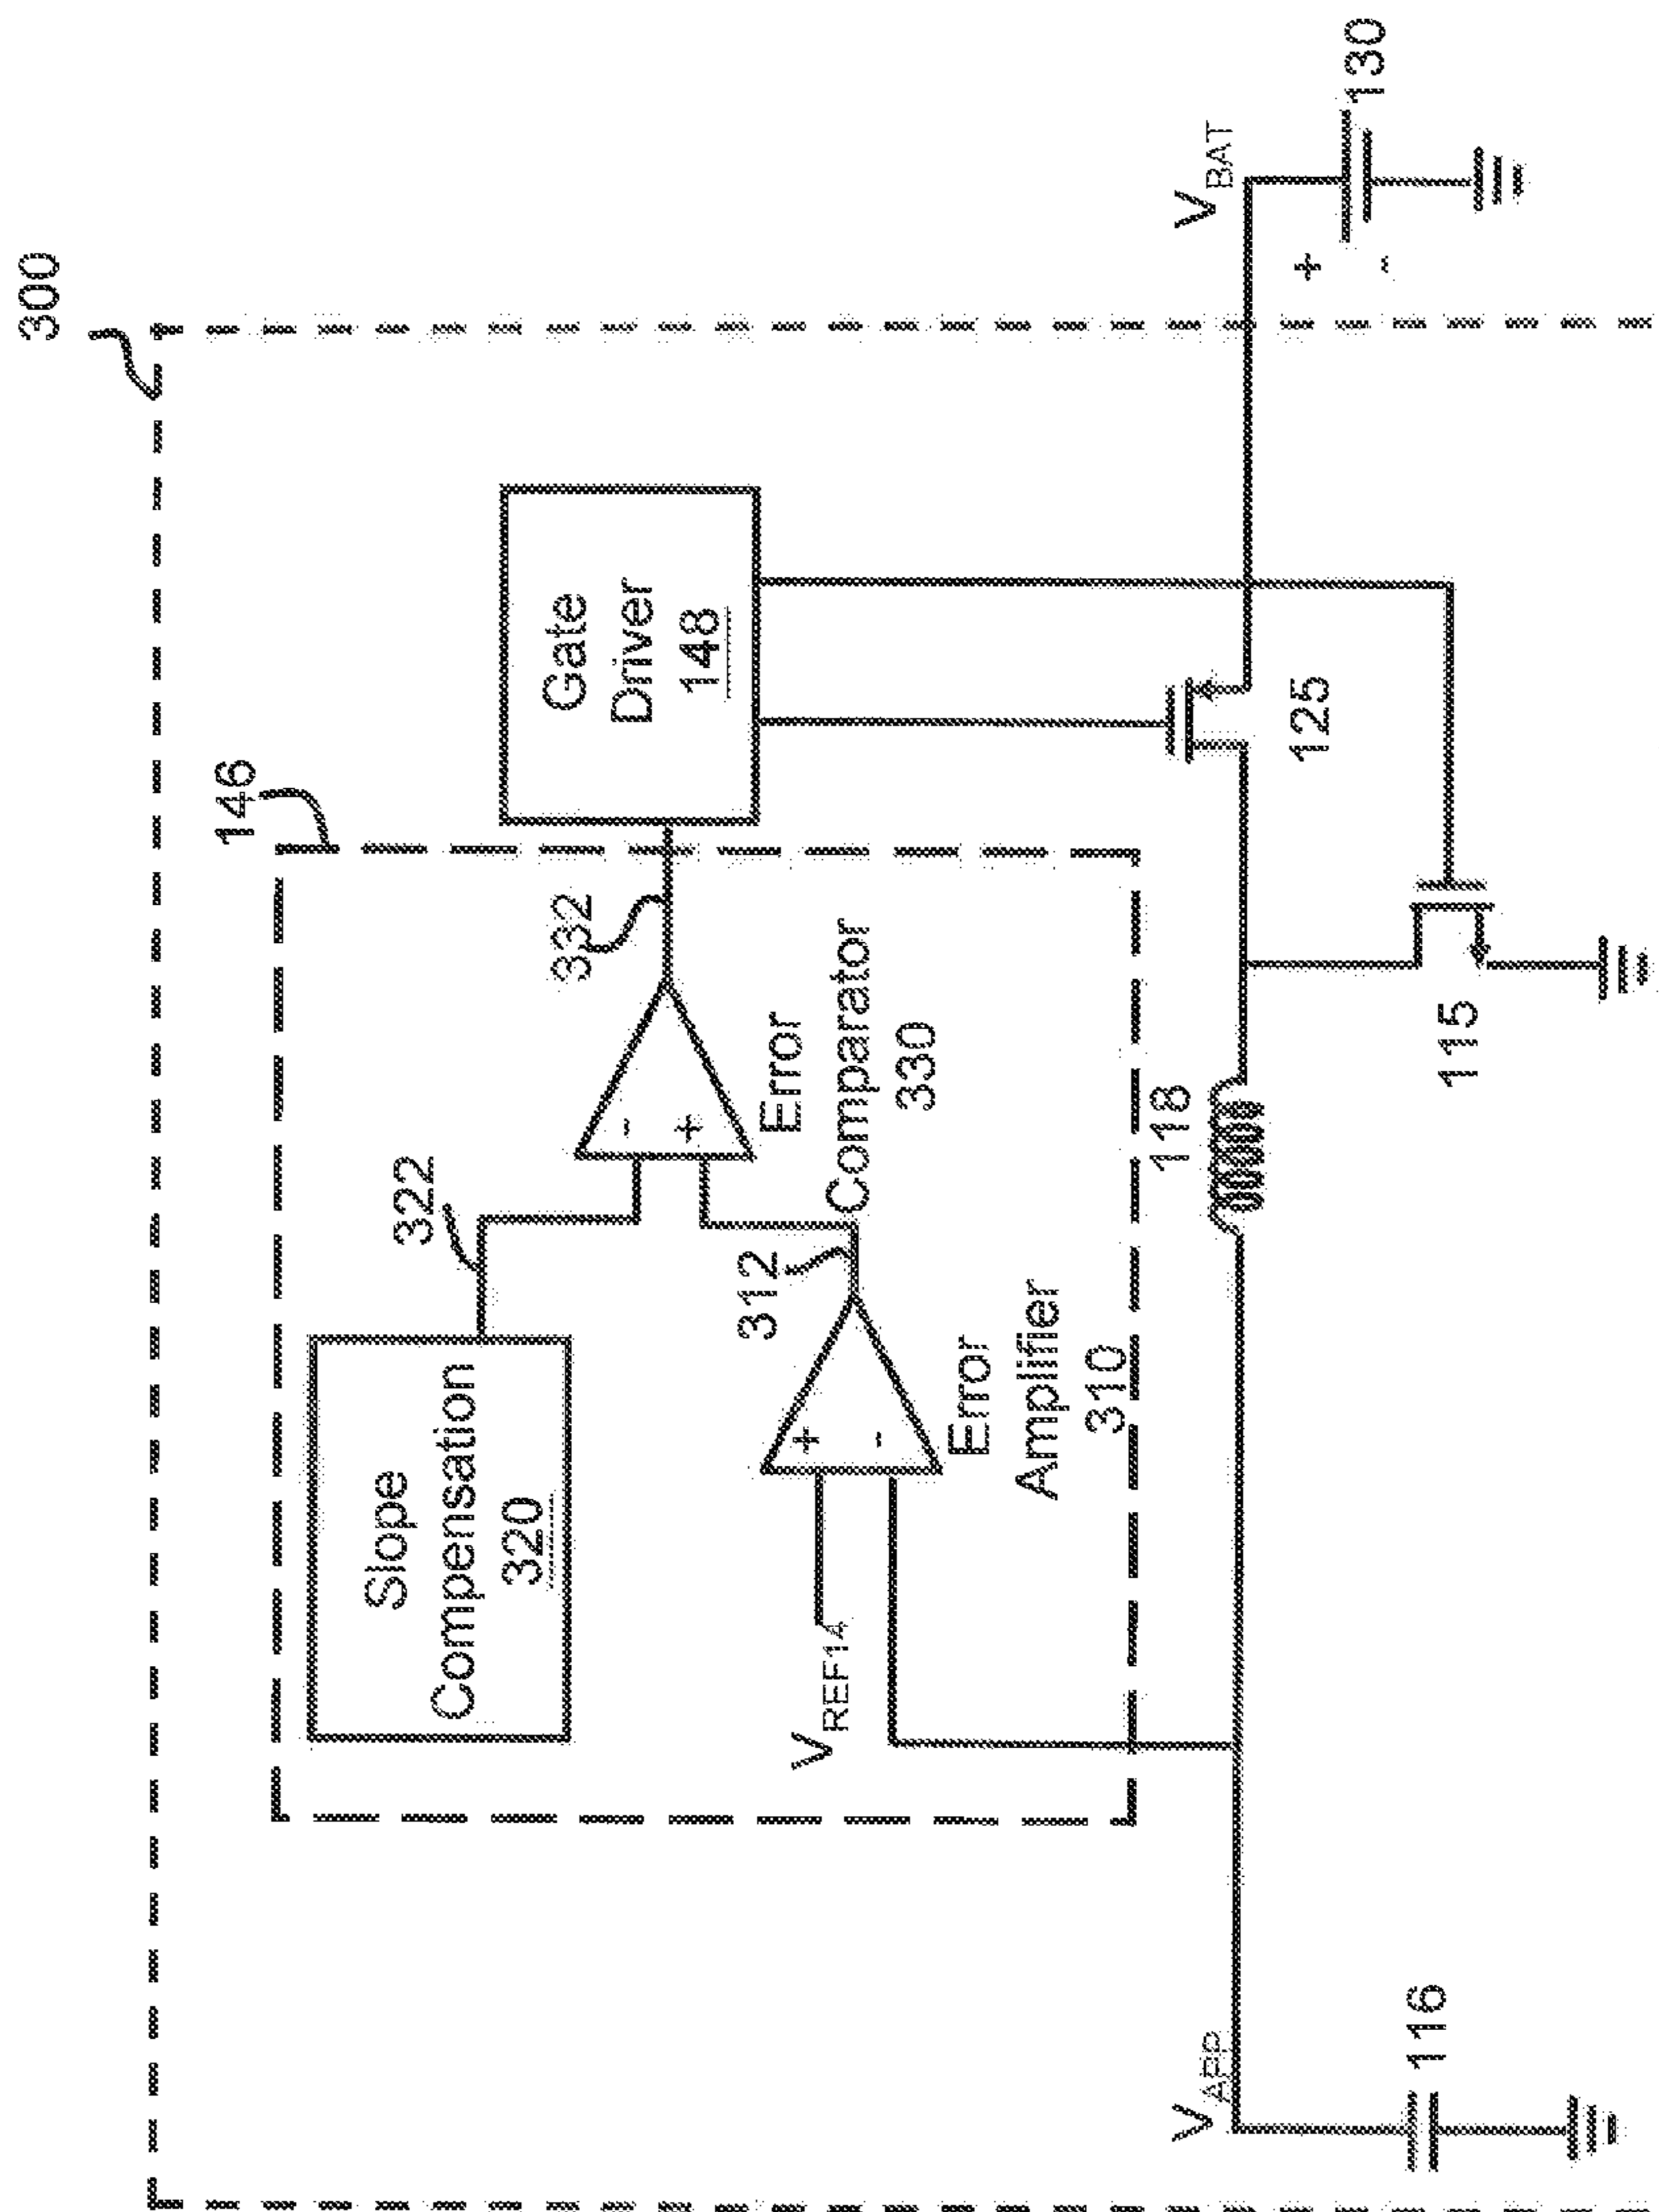 300
146
Slope
Compensation
320
322
332
Gate
Driver
148
-
+
Error
Comparator
330
312
V REF14
+
-
Error
Amplifier
310
V APP
116
118
115
125
V BAT
+
-
130